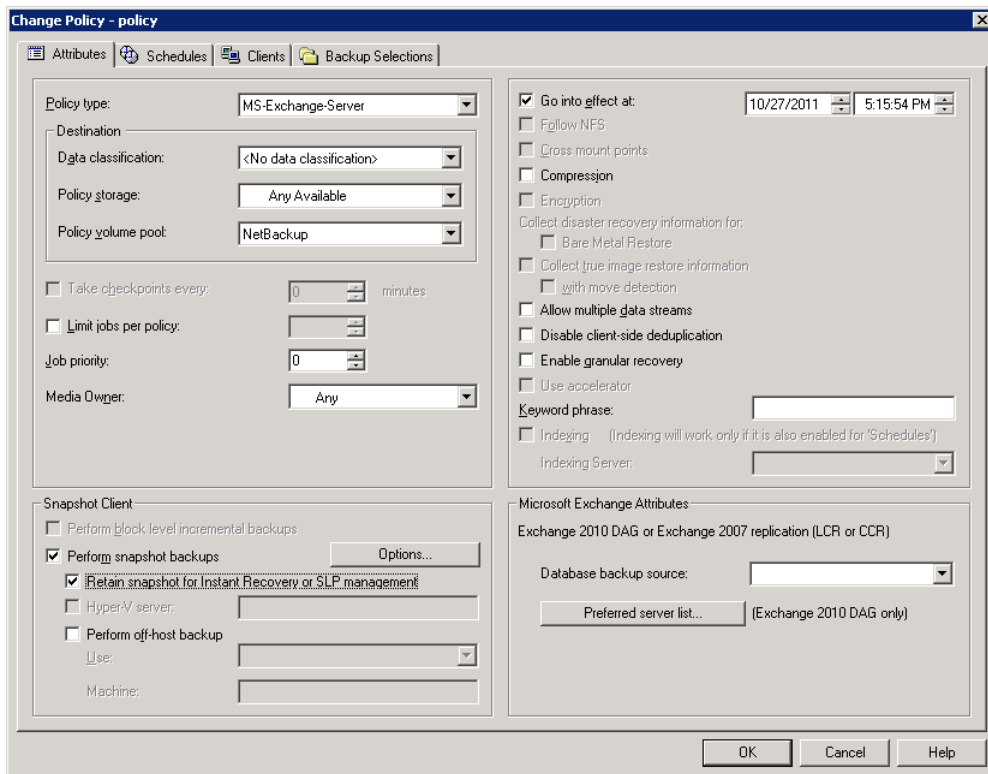 Change Policy - policy
Attributes
Schedules
Clients
Backup Selections
Policy type:
MS-Exchange-Server
Destination
Data classification:
<No data classification>
Policy storage:
Any Available
Policy volume pool:
NetBackup
Take checkpoints every:
0
minutes
Limit jobs per policy:
Job priority:
0
Media Owner:
Any
Go into effect at:
10/27/2011
5:15:54 PM
Follow NFS
Cross mount points
Compression
Encryption
Collect disaster recovery information for:
Bare Metal Restore
Collect true image restore information
with move detection
Allow multiple data streams
Disable client-side deduplication
Enable granular recovery
Use accelerator
Keyword phrase:
Indexing (Indexing will work only if it is also enabled for 'Schedules')
Indexing Server:
Snapshot Client
Perform block level incremental backups
Perform snapshot backups
Options...
Retain snapshot for Instant Recovery or SLP management
Hyper-V server:
Perform off-host backup
Use:
Machine:
Microsoft Exchange Attributes
Exchange 2010 DAG or Exchange 2007 replication (LCR or CCR)
Database backup source:
Preferred server list...
(Exchange 2010 DAG only)
OK
Cancel
Help